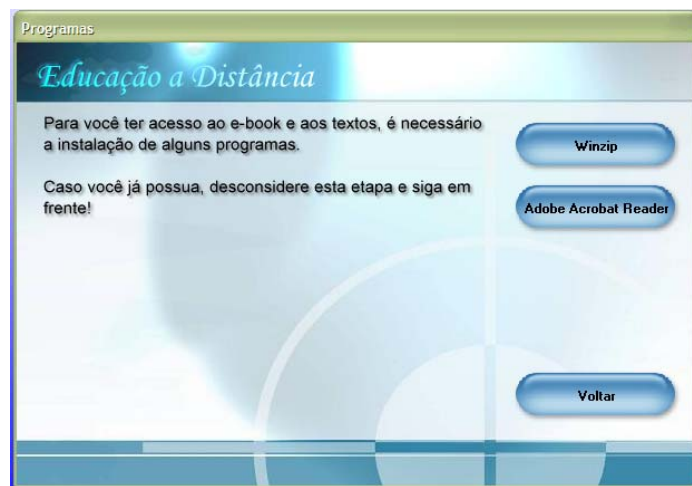 Programas
Educação a Distância
Para você ter acesso ao e-book e aos textos, é necessário
a instalação de alguns programas.
Caso você já possua, desconsidere esta etapa e siga em
frente!
Winzip
Adobe Acrobat Reader
Voltar